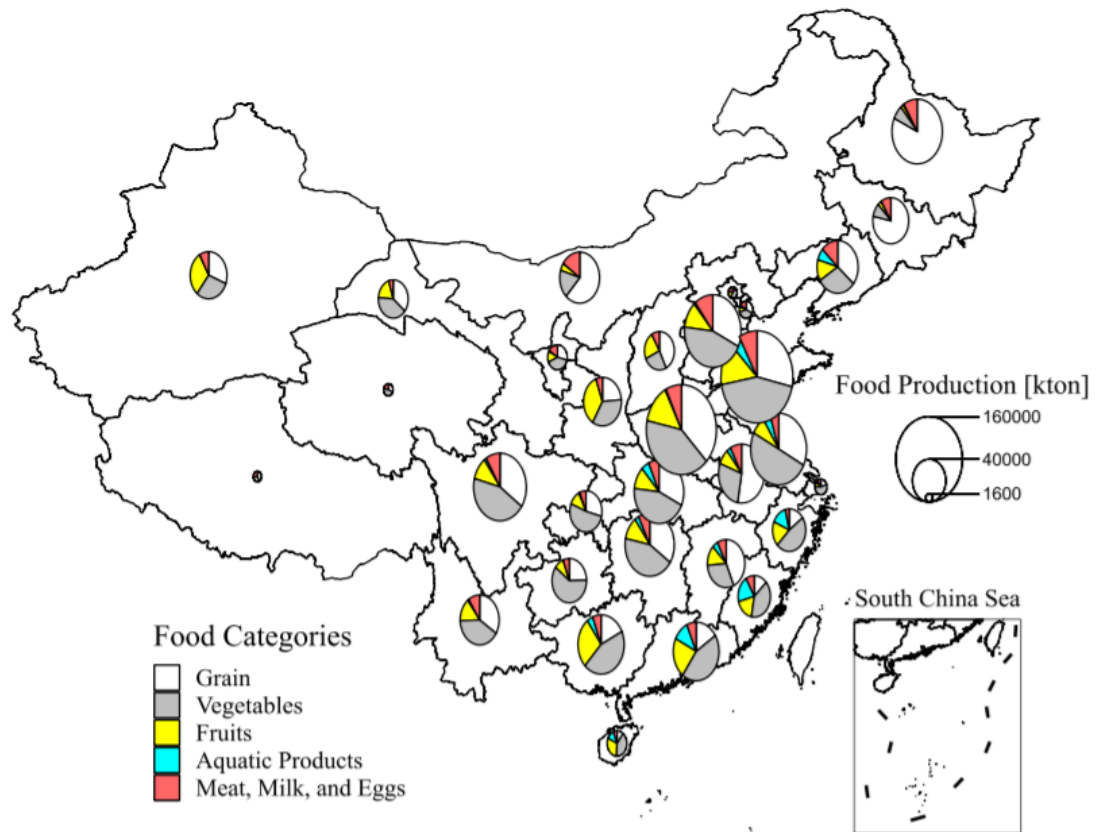 Food Production [kton]
160000
40000
1600
South China Sea
Food Categories
Grain
Vegetables
Fruits
Aquatic Products
Meat, Milk, and Eggs